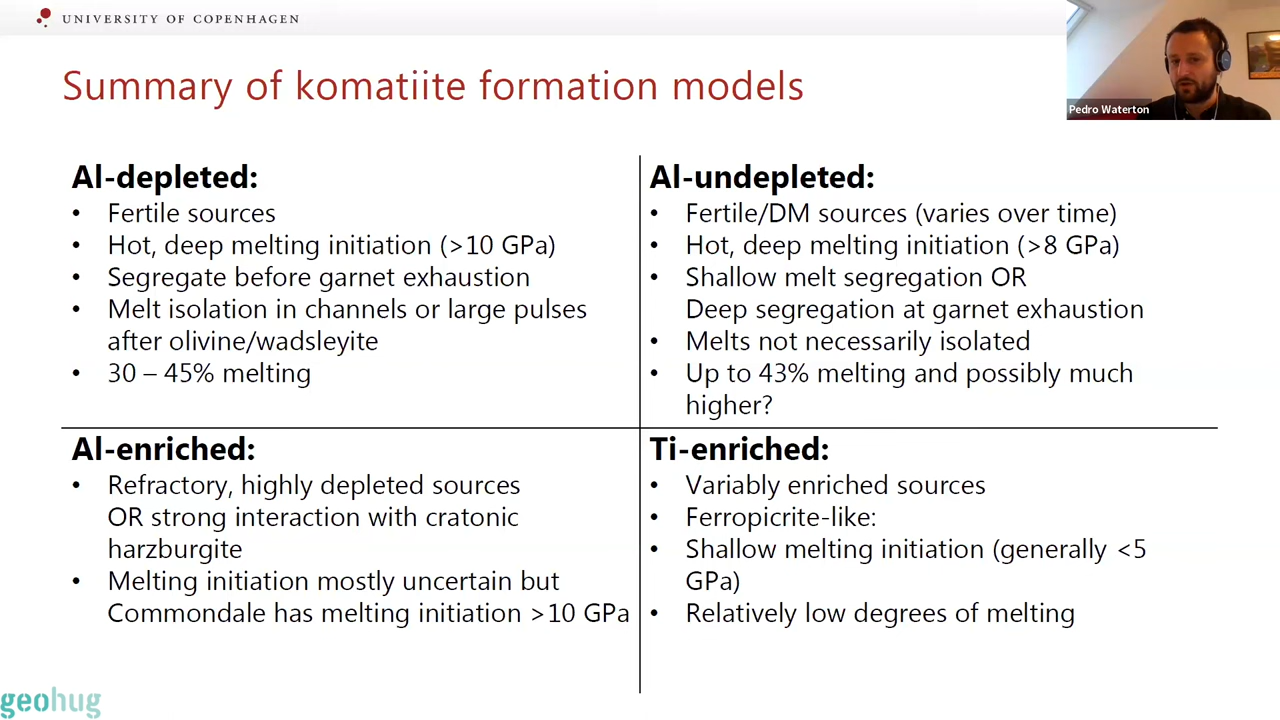 UNIVERSITY OF COPENHAGEN
Pedro Waterton
Summary of komatiite formation models
Al-depleted:
• Fertile sources
• Hot, deep melting initiation (>10 GPa)
• Segregate before garnet exhaustion
• Melt isolation in channels or large pulses
after olivine/wadsleyite
• 30 – 45% melting
Al-undepleted:
• Fertile/DM sources (varies over time)
• Hot, deep melting initiation (>8 GPa)
• Shallow melt segregation OR
Deep segregation at garnet exhaustion
• Melts not necessarily isolated
• Up to 43% melting and possibly much
higher?
Al-enriched:
• Refractory, highly depleted sources
OR strong interaction with cratonic
harzburgite
• Melting initiation mostly uncertain but
Commondale has melting initiation >10 GPa
Ti-enriched:
• Variably enriched sources
• Ferropicrite-like:
• Shallow melting initiation (generally <5
GPa)
• Relatively low degrees of melting
geohug